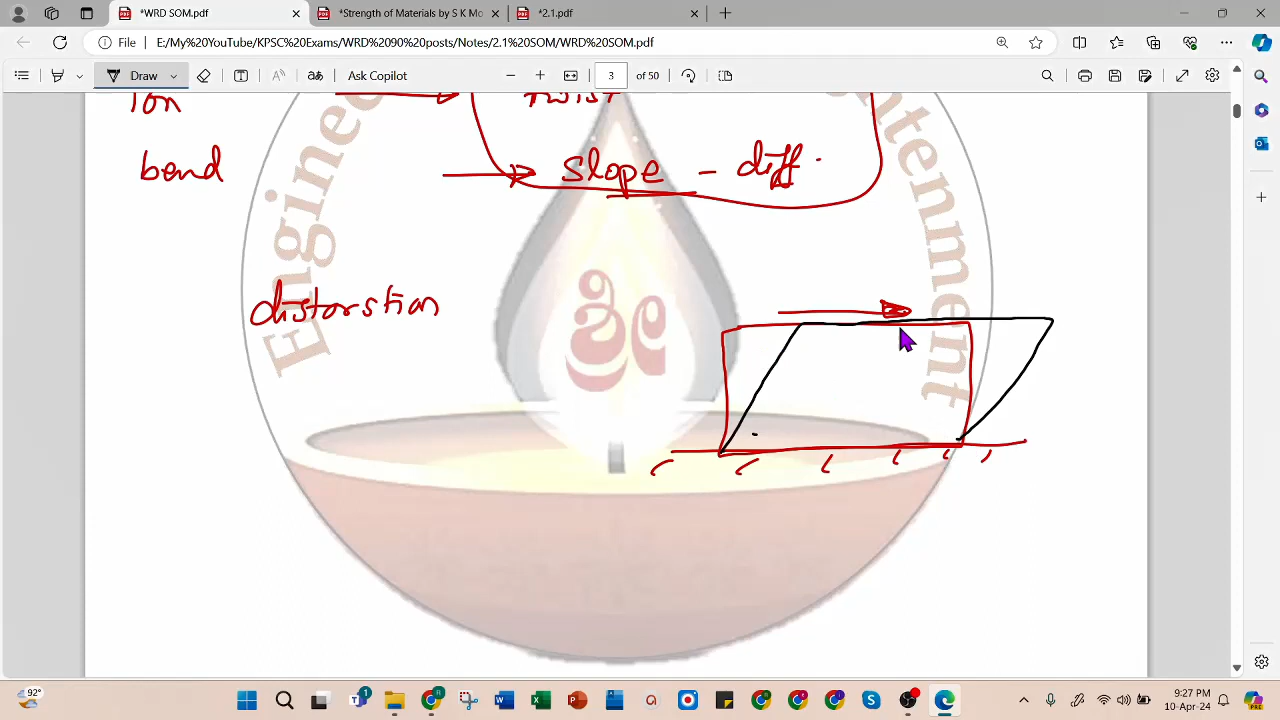 *WRD SOM.pdf
*Strength of Materials by S K Mo
*2.1.pdf
File
E:/My%20YouTube/KPSC%20Exams/WRD%2090%20posts/Notes/2.1%20SOM/WRD%20SOM.pdf
Draw
Ask Copilot
3
of 50
twist
bend
slope - diff
distorstion
Enginee
ntenment
ತಿಳಿ
92°
9:27 PM
10-Apr-24